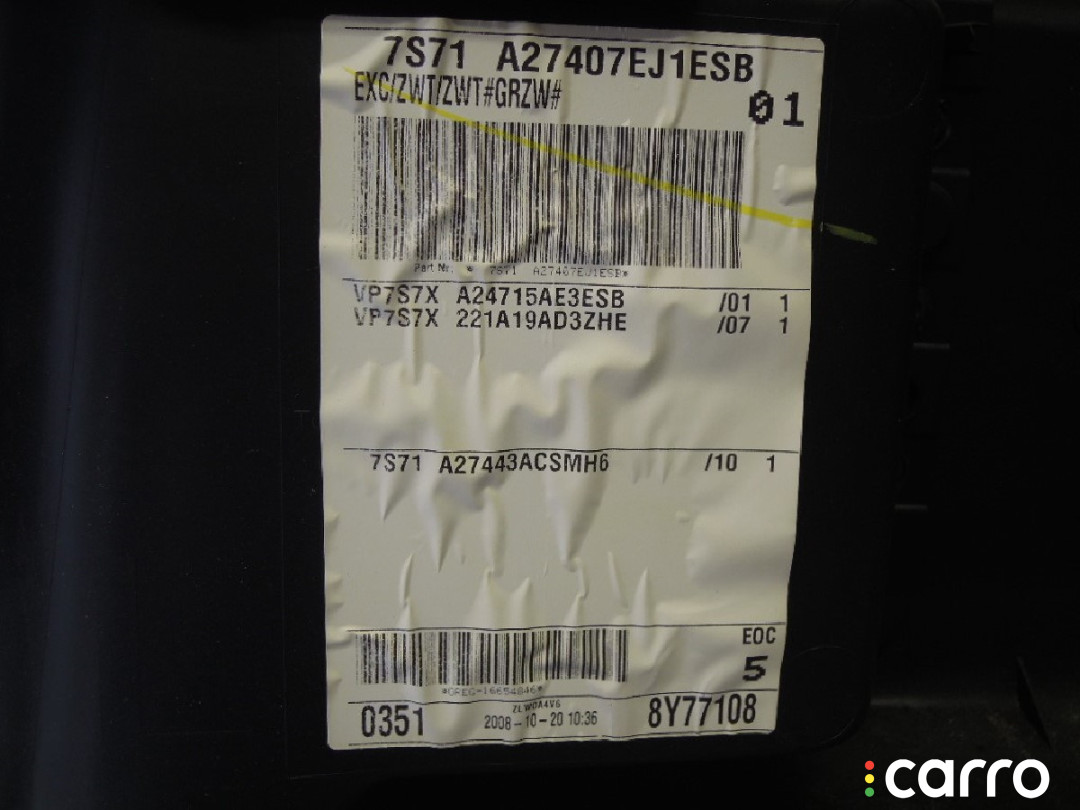 7S71 A27407EJ1ESB
EXC/ZWT/ZWT#GRZW#
01
Part Nr: * 7S71 A27407EJ1ESB*
VP7S7X A24715AE3ESB /01 1
VP7S7X 221A19AD3ZHE /07 1
7S71 A27443ACSMH6 /10 1
EOC
5
0351 2008-10-20 10:36 8Y77108
carro